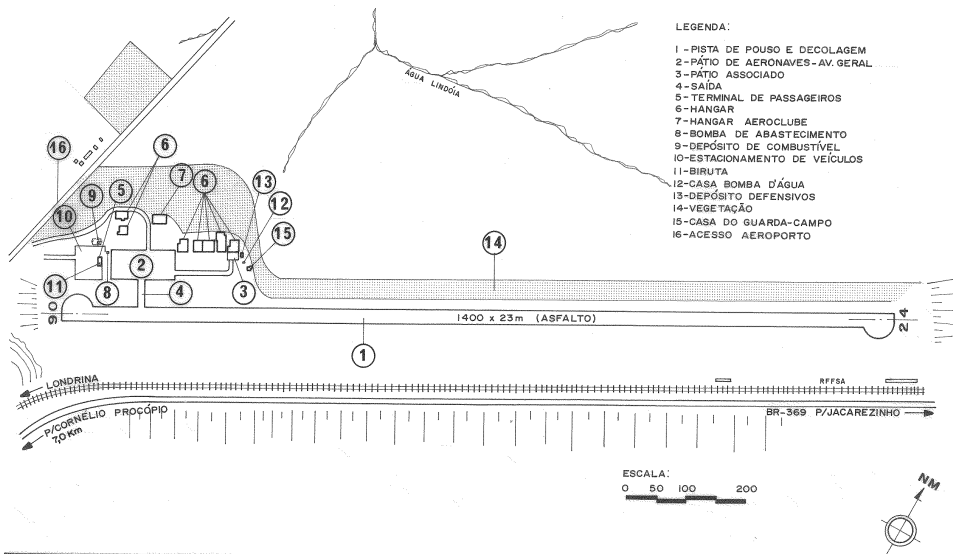 LEGENDA:
1 - PISTA DE POUSO E DECOLAGEM
2 - PÁTIO DE AERONAVES - AV. GERAL
3 - PÁTIO ASSOCIADO
4 - SAÍDA
5 - TERMINAL DE PASSAGEIROS
6 - HANGAR
7 - HANGAR AEROCLUBE
8 - BOMBA DE ABASTECIMENTO
9 - DEPÓSITO DE COMBUSTÍVEL
10 - ESTACIONAMENTO DE VEÍCULOS
11 - BIRUTA
12 - CASA BOMBA D'ÁGUA
13 - DEPÓSITO DEFENSIVOS
14 - VEGETAÇÃO
15 - CASA DO GUARDA-CAMPO
16 - ACESSO AEROPORTO
ÁGUA LINDÓIA
16
6
9
5
7
6
13
10
12
15
14
2
11
8
4
3
06
1400 x 23m (ASFALTO)
24
1
LONDRINA
RFFSA
P/CORNÉLIO PROCÓPIO
7,0 Km
BR-369 P/JACAREZINHO
ESCALA:
0 50 100 200
NM